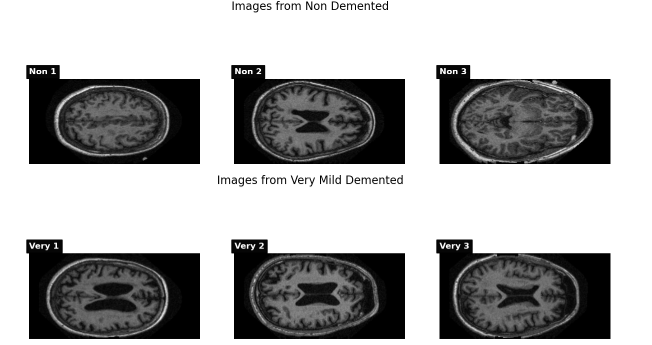 Images from Non Demented
Non 1
Non 2
Non 3
Images from Very Mild Demented
Very 1
Very 2
Very 3